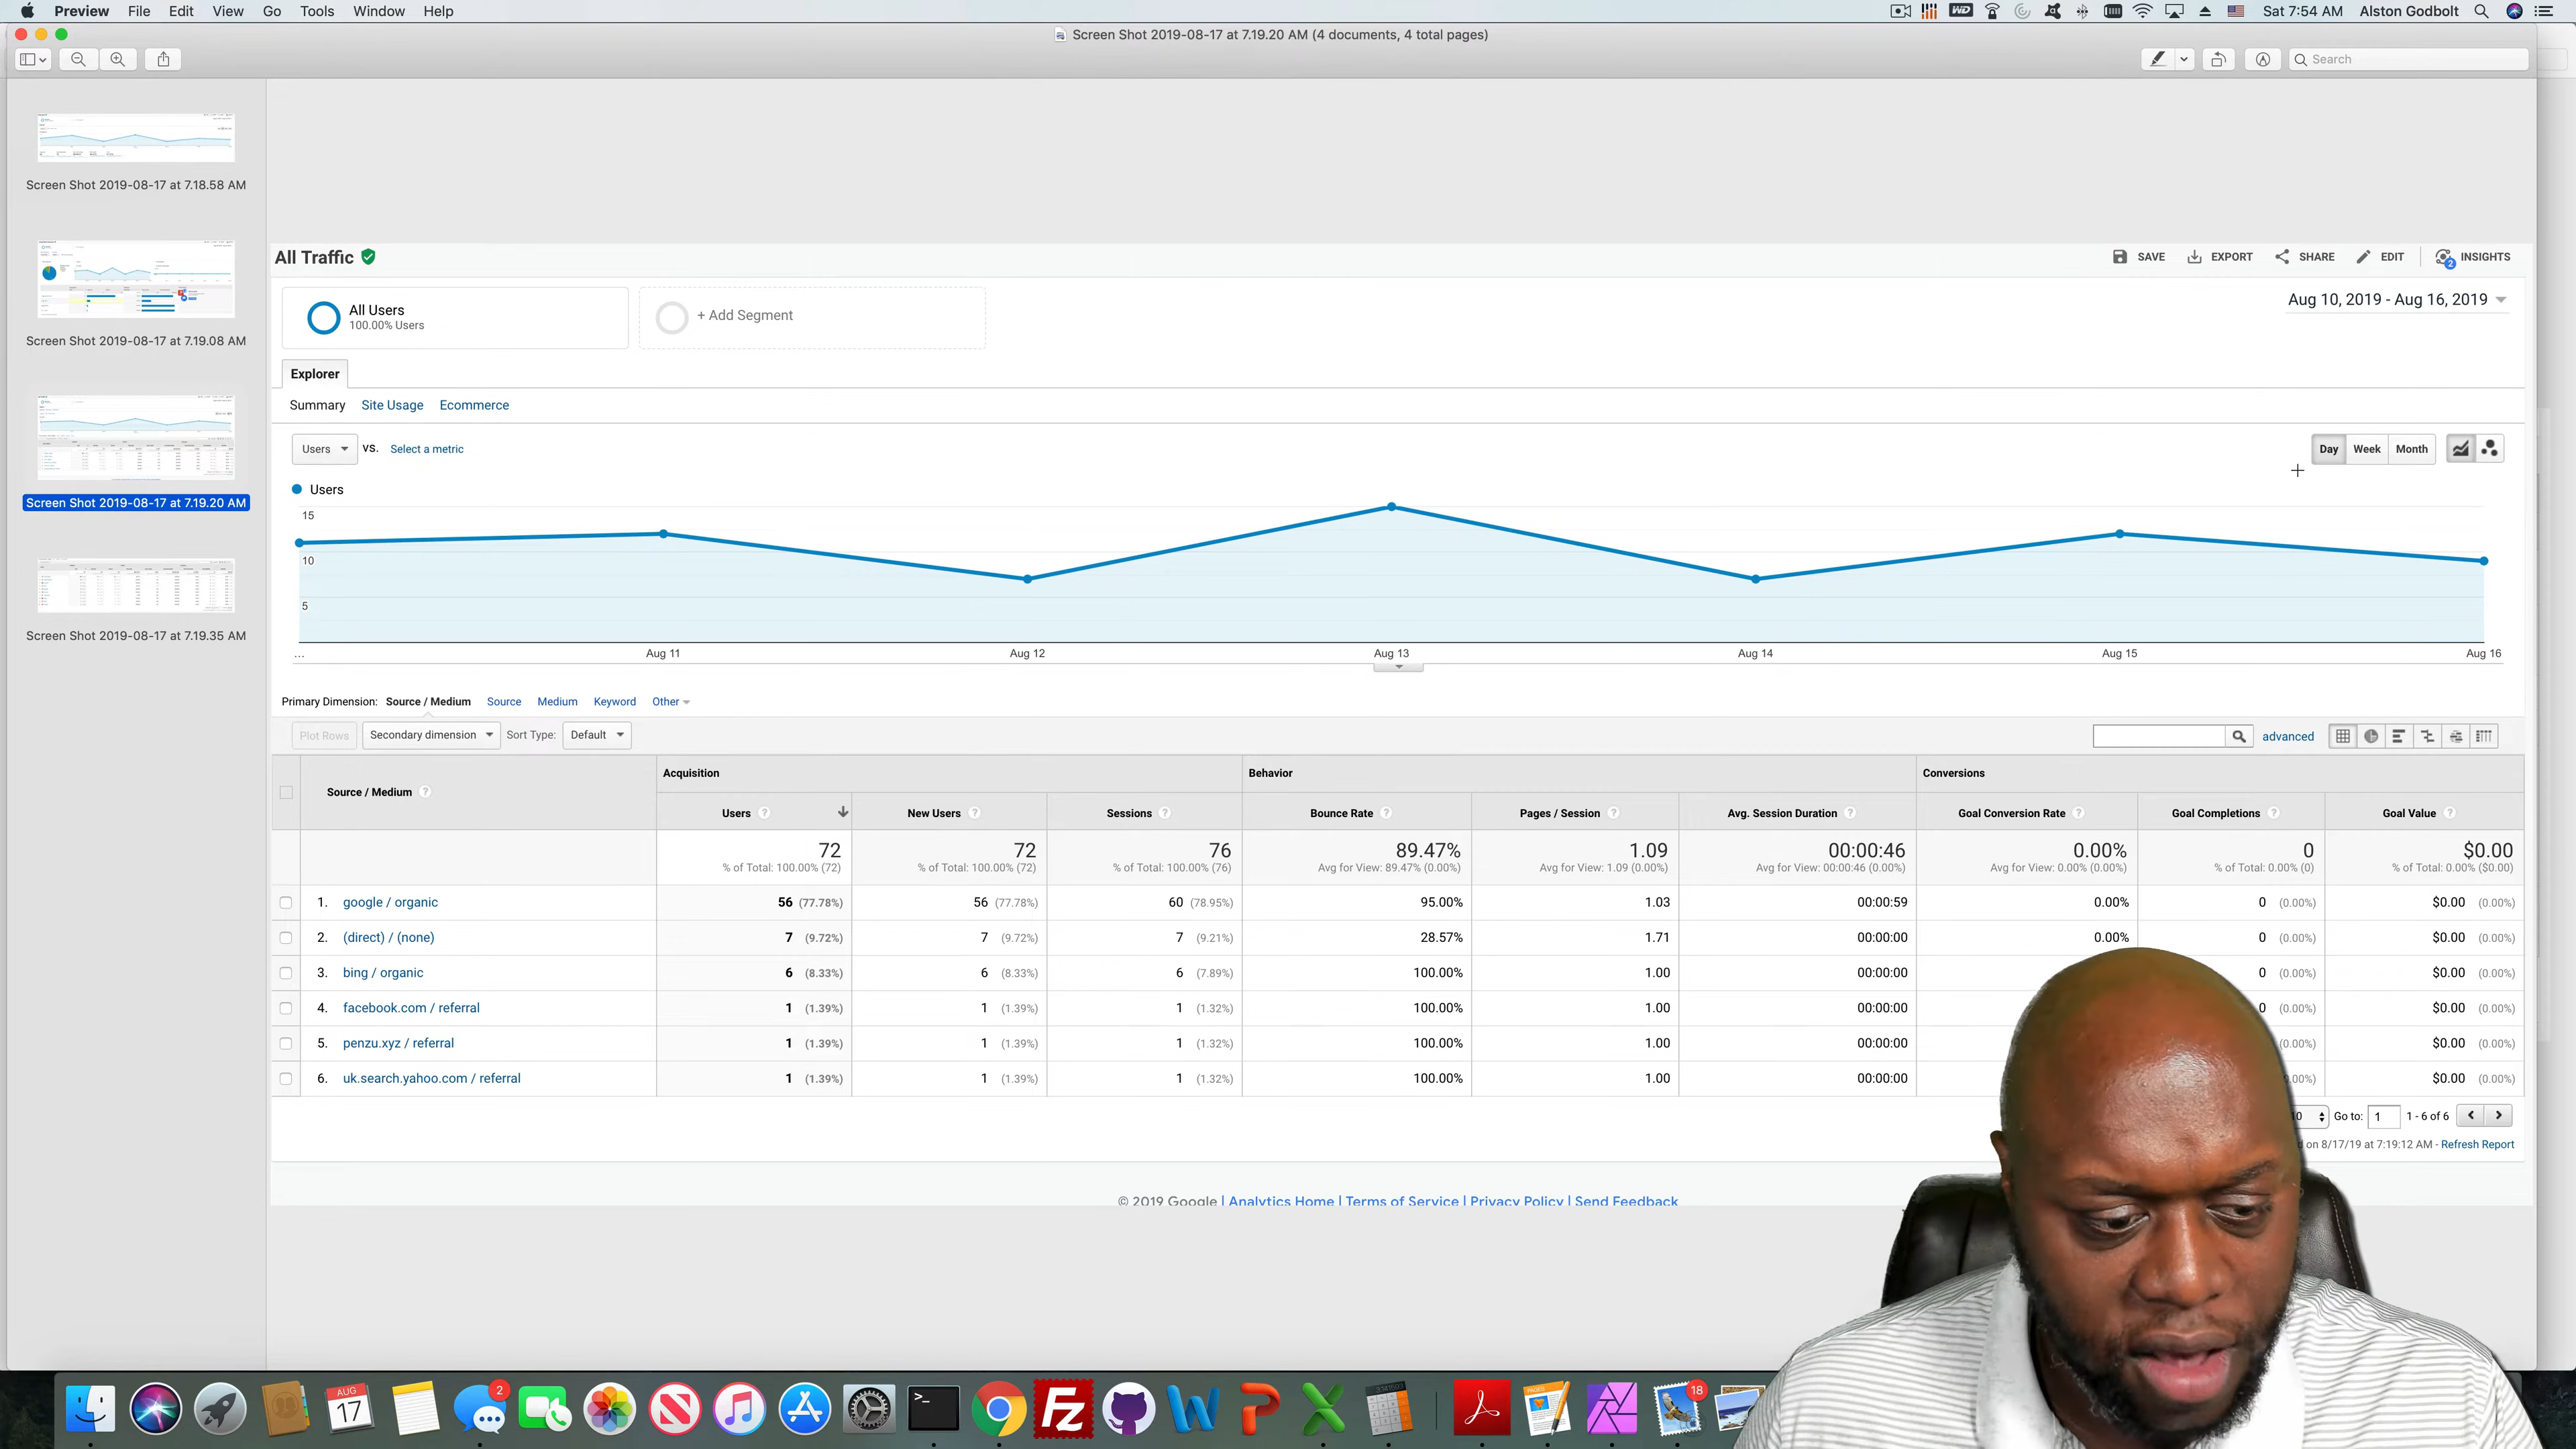 Preview File Edit View Go Tools Window Help
Sat 7:54 AM Alston Godbolt
Screen Shot 2019-08-17 at 7.19.20 AM (4 documents, 4 total pages)
Search
Screen Shot 2019-08-17 at 7.18.58 AM
Screen Shot 2019-08-17 at 7.19.08 AM
Screen Shot 2019-08-17 at 7.19.20 AM
Screen Shot 2019-08-17 at 7.19.35 AM
All Traffic
SAVE EXPORT SHARE EDIT INSIGHTS
2
All Users
100.00% Users
+ Add Segment
Aug 10, 2019 - Aug 16, 2019
Explorer
Summary Site Usage Ecommerce
Users VS. Select a metric
Day Week Month
Users
15
10
5
... Aug 11 Aug 12 Aug 13 Aug 14 Aug 15 Aug 16
Primary Dimension: Source / Medium Source Medium Keyword Other
Plot Rows Secondary dimension Sort Type: Default
advanced
Source / Medium Acquisition Behavior Conversions
Users New Users Sessions Bounce Rate Pages / Session Avg. Session Duration Goal Conversion Rate Goal Completions Goal Value
72 72 76 89.47% 1.09 00:00:46 0.00% 0 $0.00
% of Total: 100.00% (72) % of Total: 100.00% (72) % of Total: 100.00% (76) Avg for View: 89.47% (0.00%) Avg for View: 1.09 (0.00%) Avg for View: 00:00:46 (0.00%) Avg for View: 0.00% (0.00%) % of Total: 0.00% (0) % of Total: 0.00% ($0.00)
1. google / organic 56 (77.78%) 56 (77.78%) 60 (78.95%) 95.00% 1.03 00:00:59 0.00% 0 (0.00%) $0.00 (0.00%)
2. (direct) / (none) 7 (9.72%) 7 (9.72%) 7 (9.21%) 28.57% 1.71 00:00:00 0.00% 0 (0.00%) $0.00 (0.00%)
3. bing / organic 6 (8.33%) 6 (8.33%) 6 (7.89%) 100.00% 1.00 00:00:00 0 (0.00%) $0.00 (0.00%)
4. facebook.com / referral 1 (1.39%) 1 (1.39%) 1 (1.32%) 100.00% 1.00 00:00:00 0 (0.00%) $0.00 (0.00%)
5. penzu.xyz / referral 1 (1.39%) 1 (1.39%) 1 (1.32%) 100.00% 1.00 00:00:00 (0.00%) $0.00 (0.00%)
6. uk.search.yahoo.com / referral 1 (1.39%) 1 (1.39%) 1 (1.32%) 100.00% 1.00 00:00:00 $0.00 (0.00%)
10 Go to: 1 1 - 6 of 6
on 8/17/19 at 7:19:12 AM - Refresh Report
© 2019 Google | Analytics Home | Terms of Service | Privacy Policy | Send Feedback
AUG
17
2
18